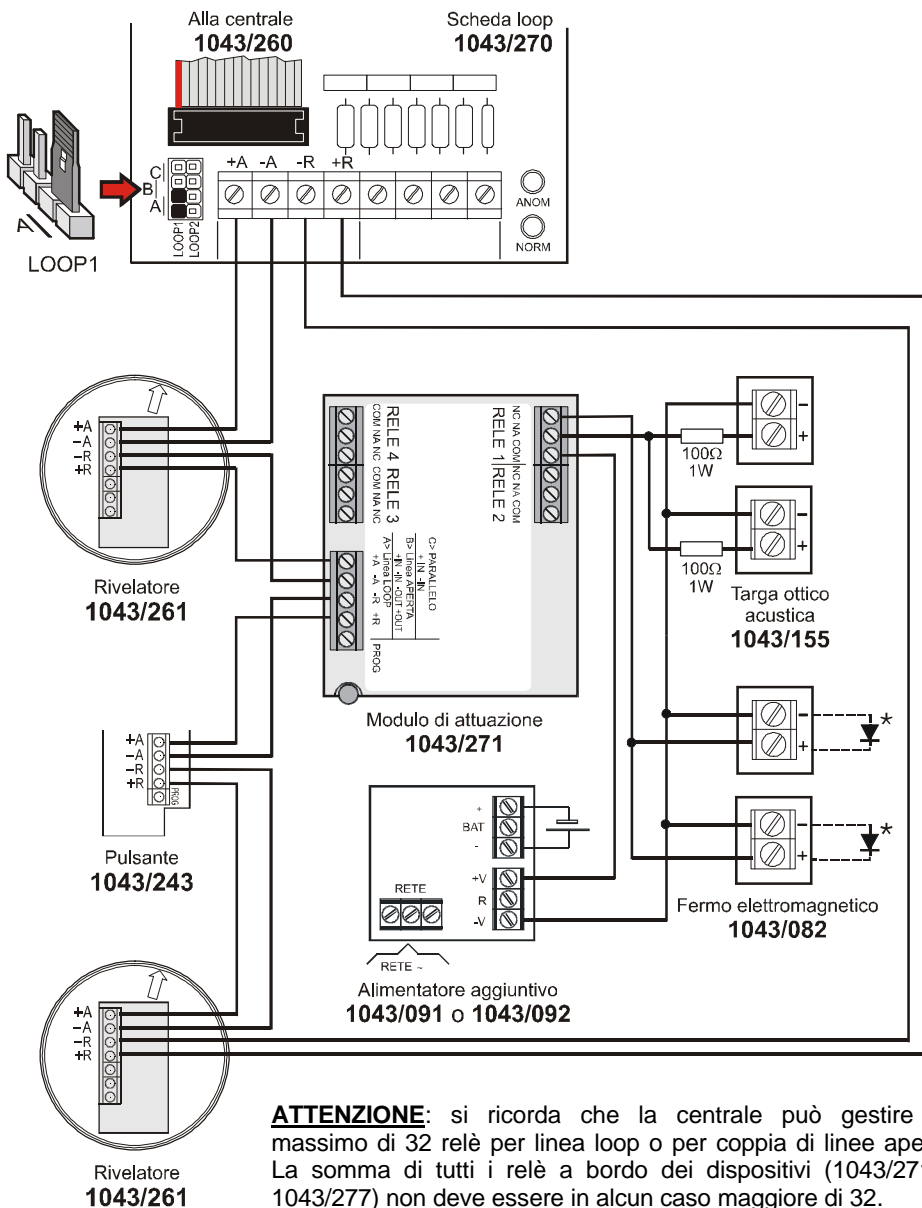 Alla centrale
1043/260
Scheda loop
1043/270
C
B
A
LOOP1
LOOP2
+A -A -R +R
ANOM
NORM
A
LOOP1
+A
-A
-R
+R
Rivelatore
1043/261
RELE 4 RELE 3
COM NA NC COM NA NC
NC NA COM NC NA COM
RELE 1 RELE 2
C> PARALLELO
+ IN -IN
B> Linea APERTA
+IN -IN -OUT +OUT
A> Linea LOOP
+A -A -R +R
PROG
Modulo di attuazione
1043/271
-
+
100Ω
1W
-
+
100Ω
1W
Targa ottico
acustica
1043/155
-
+
*
-
+
*
Fermo elettromagnetico
1043/082
+A
-A
-R
+R
PROG
Pulsante
1043/243
+
BAT
-
+V
R
-V
RETE
RETE ~
Alimentatore aggiuntivo
1043/091 o 1043/092
+A
-A
-R
+R
Rivelatore
1043/261
ATTENZIONE: si ricorda che la centrale può gestire
massimo di 32 relè per linea loop o per coppia di linee ape
La somma di tutti i relè a bordo dei dispositivi (1043/271
1043/277) non deve essere in alcun caso maggiore di 32.